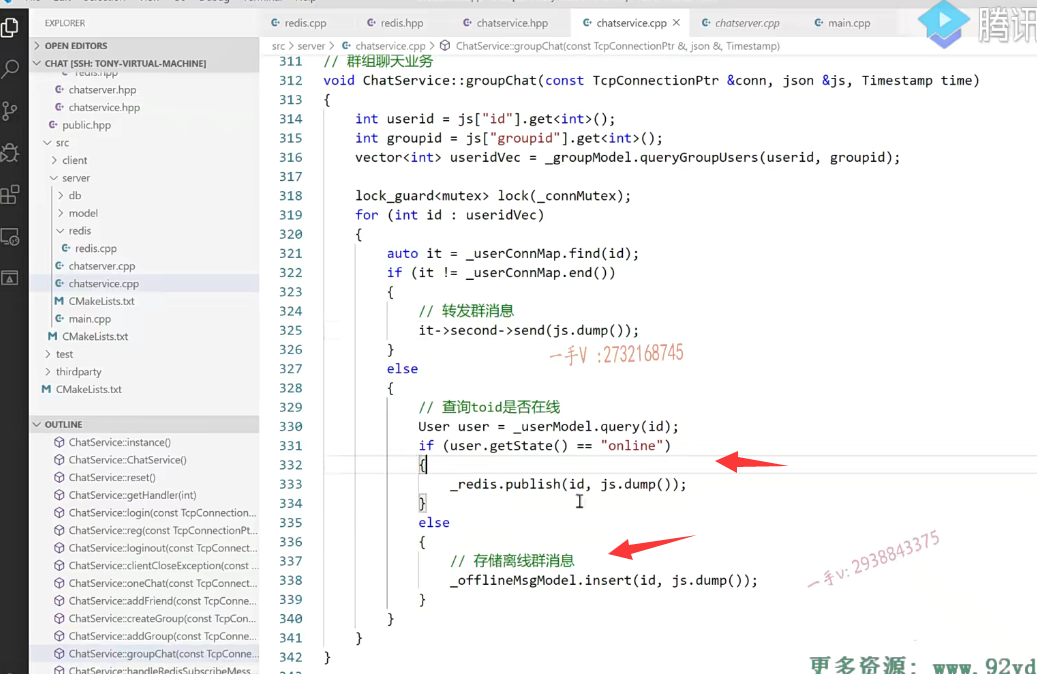 EXPLORER
OPEN EDITORS
CHAT [SSH: TONY-VIRTUAL-MACHINE]
redis.hpp
chatserver.hpp
chatservice.hpp
public.hpp
src
client
server
db
model
redis
redis.cpp
chatserver.cpp
chatservice.cpp
CMakeLists.txt
main.cpp
CMakeLists.txt
test
thirdparty
CMakeLists.txt
OUTLINE
ChatService::instance()
ChatService::ChatService()
ChatService::reset()
ChatService::getHandler(int)
ChatService::login(const TcpConnection...
ChatService::reg(const TcpConnectionPt...
ChatService::loginout(const TcpConnect...
ChatService::clientCloseException(const ...
ChatService::oneChat(const TcpConnect...
ChatService::addFriend(const TcpConne...
ChatService::createGroup(const TcpCon...
ChatService::addGroup(const TcpConne...
ChatService::groupChat(const TcpConne...
ChatService::handleRedisSubscribeMess...
redis.cpp redis.hpp chatservice.hpp chatservice.cpp × chatserver.cpp main.cpp
腾讯
src > server > chatservice.cpp > ChatService::groupChat(const TcpConnectionPtr &, json &, Timestamp)
311 // 群组聊天业务
312 void ChatService::groupChat(const TcpConnectionPtr &conn, json &js, Timestamp time)
313 {
314 int userid = js["id"].get<int>();
315 int groupid = js["groupid"].get<int>();
316 vector<int> useridVec = _groupModel.queryGroupUsers(userid, groupid);
317
318 lock_guard<mutex> lock(_connMutex);
319 for (int id : useridVec)
320 {
321 auto it = _userConnMap.find(id);
322 if (it != _userConnMap.end())
323 {
324 // 转发群消息
325 it->second->send(js.dump());
326 }
一手V :2732168745
327 else
328 {
329 // 查询toid是否在线
330 User user = _userModel.query(id);
331 if (user.getState() == "online")
332 {
333 _redis.publish(id, js.dump());
334 }
335 else
336 {
337 // 存储离线群消息
338 _offlineMsgModel.insert(id, js.dump());
339 }
340 }
341 }
342 }
一手v: 2938843375
更多资源: www.92yd